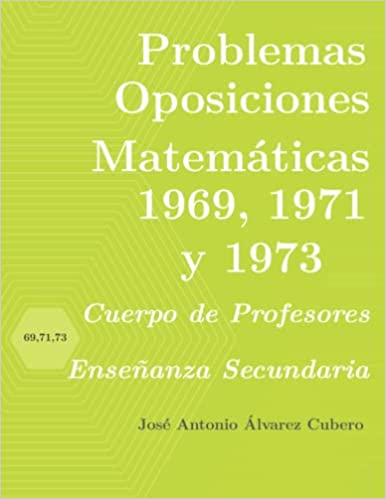 Problemas
Oposiciones
Matemáticas
1969, 1971
y 1973
Cuerpo de Profesores
69,71,73
Enseñanza Secundaria
José Antonio Álvarez Cubero